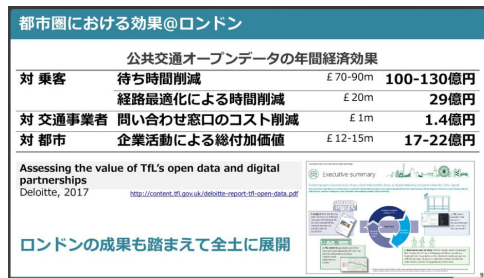 都市圏における効果@ロンドン
公共交通オープンデータの年間経済効果
対 乗客 待ち時間削減 £70-90m 100-130億円
経路最適化による時間削減 £20m 29億円
対 交通事業者 問い合わせ窓口のコスト削減 £1m 1.4億円
対 都市 企業活動による総付加価値 £12-15m 17-22億円
Assessing the value of TfL's open data and digital
partnerships
Deloitte, 2017 http://content.tfl.gov.uk/deloitte-report-tfl-open-data.pdf
Executive summary
ロンドンの成果も踏まえて全土に展開
9